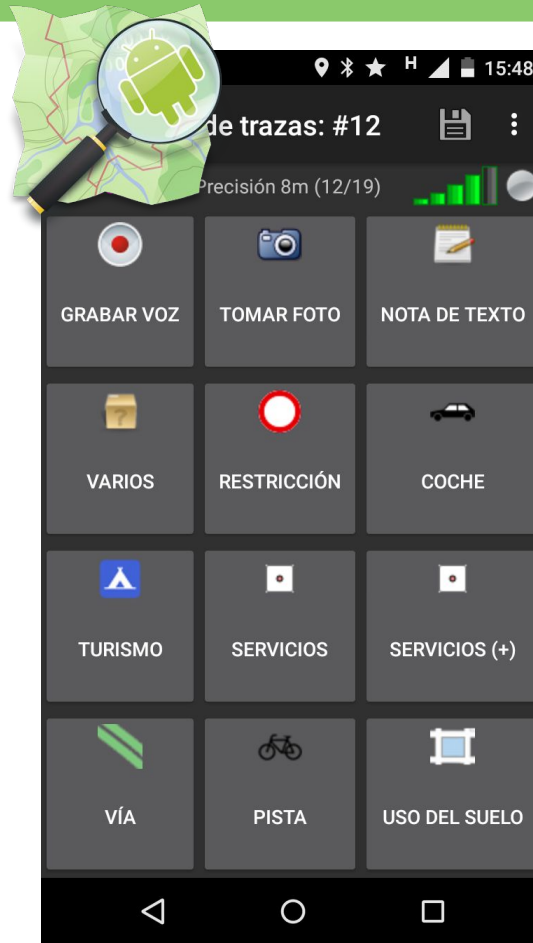 H 15:48
de trazas: #12
Precisión 8m (12/19)
GRABAR VOZ
TOMAR FOTO
NOTA DE TEXTO
VARIOS
RESTRICCIÓN
COCHE
TURISMO
SERVICIOS
SERVICIOS (+)
VÍA
PISTA
USO DEL SUELO